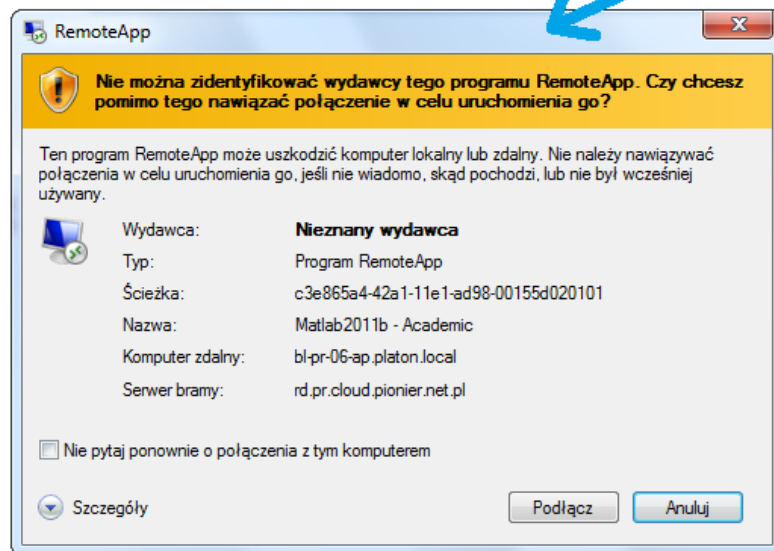 RemoteApp
Nie można zidentyfikować wydawcy tego programu RemoteApp. Czy chcesz
pomimo tego nawiązać połączenie w celu uruchomienia go?
Ten program RemoteApp może uszkodzić komputer lokalny lub zdalny. Nie należy nawiązywać
połączenia w celu uruchomienia go, jeśli nie wiadomo, skąd pochodzi, lub nie był wcześniej
używany.
Wydawca: Nieznany wydawca
Typ: Program RemoteApp
Ścieżka: c3e865a4-42a1-11e1-ad98-00155d020101
Nazwa: Matlab2011b - Academic
Komputer zdalny: bl-pr-06-ap.platon.local
Serwer bramy: rd.pr.cloud.pionier.net.pl
Nie pytaj ponownie o połączenia z tym komputerem
Szczegóły Podłącz Anuluj